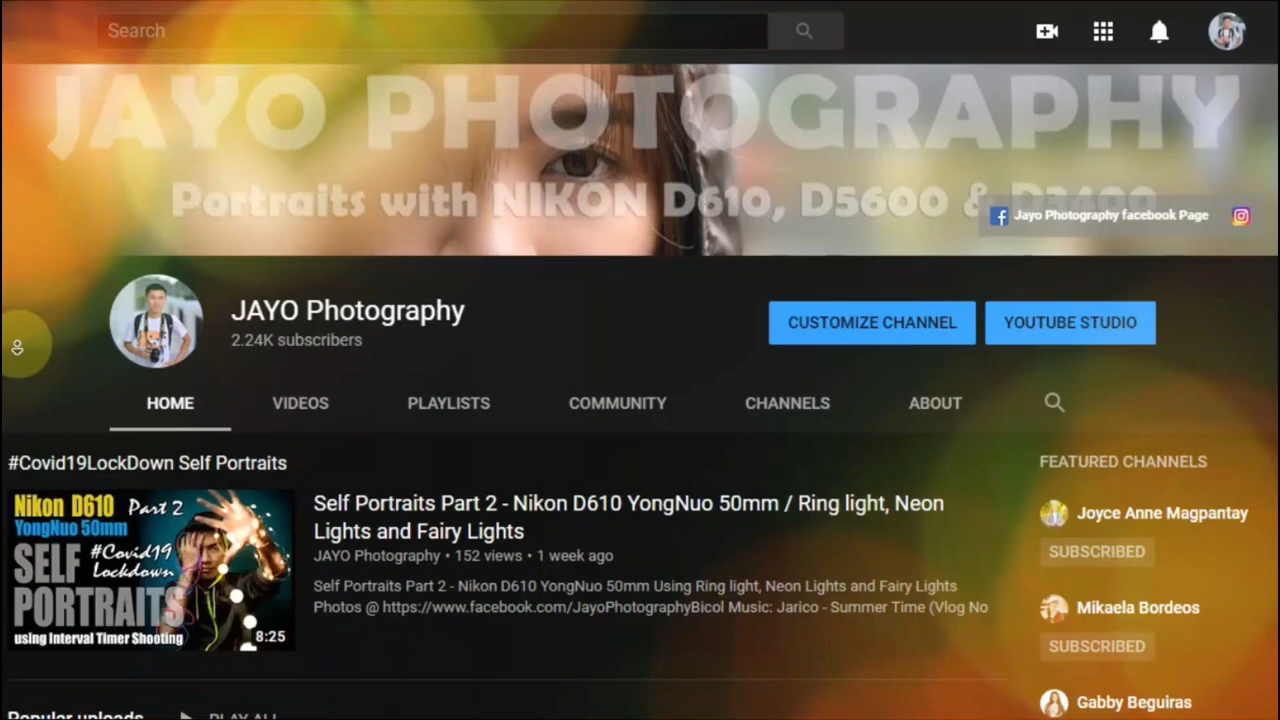 Search
JAYO PHOTOGRAPHY
Portraits with NIKON D610, D5600 & D3400
Jayo Photography facebook Page
JAYO Photography
2.24K subscribers
CUSTOMIZE CHANNEL
YOUTUBE STUDIO
HOME VIDEOS PLAYLISTS COMMUNITY CHANNELS ABOUT
#Covid19LockDown Self Portraits
Nikon D610 Part 2
YongNuo 50mm
#Covid19
SELF Lockdown
PORTRAITS
using Interval Timer Shooting
8:25
Self Portraits Part 2 - Nikon D610 YongNuo 50mm / Ring light, Neon
Lights and Fairy Lights
JAYO Photography • 152 views • 1 week ago
Self Portraits Part 2 - Nikon D610 YongNuo 50mm Using Ring light, Neon Lights and Fairy Lights
Photos @ https://www.facebook.com/JayoPhotographyBicol Music: Jarico - Summer Time (Vlog No
FEATURED CHANNELS
Joyce Anne Magpantay
SUBSCRIBED
Mikaela Bordeos
SUBSCRIBED
Gabby Beguiras
Popular uploads PLAY ALL